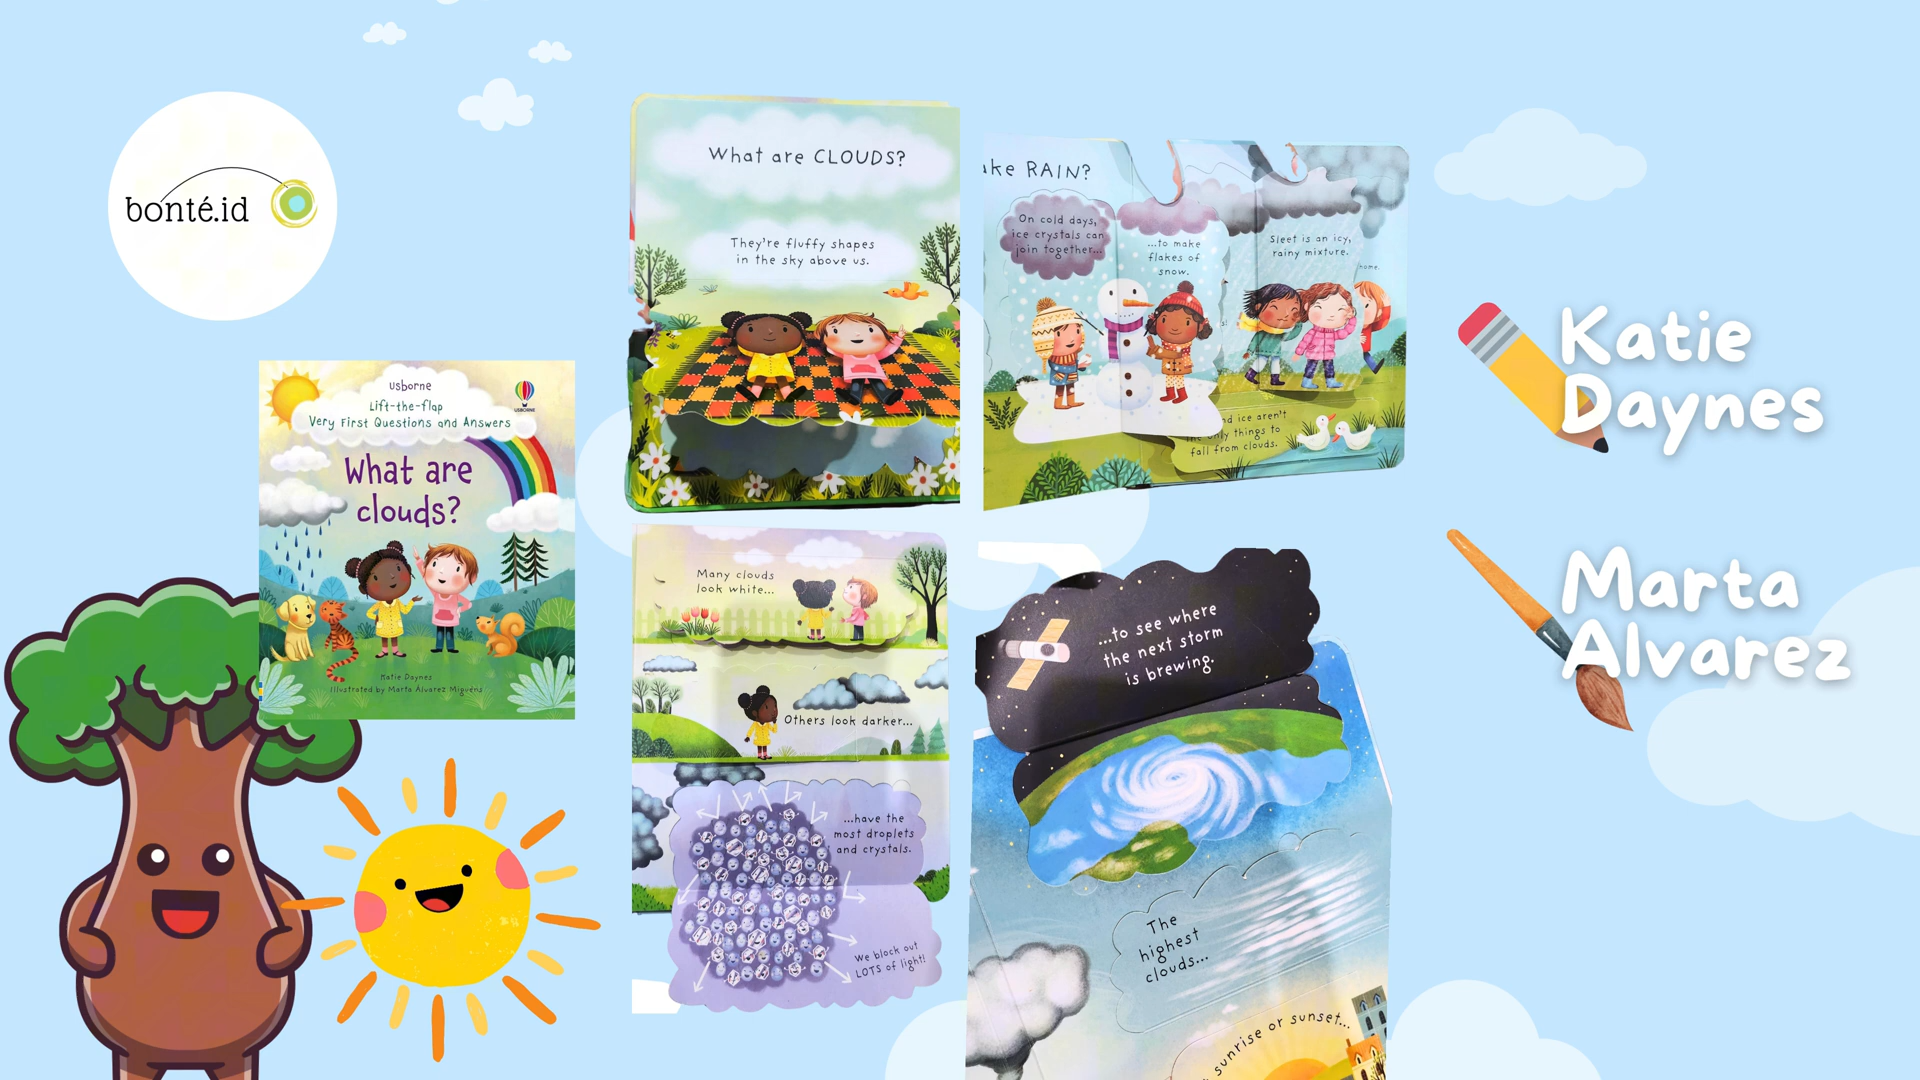 bonté.id
usborne
Lift-the-flap
Very First Questions and Answers
USBORNE
What are
clouds?
Katie Daynes
Illustrated by Marta Álvarez Miguéns
What are CLOUDS?
They're fluffy shapes
in the sky above us.
ake RAIN?
On cold days,
ice crystals can
join together...
...to make
flakes of
snow.
Sleet is an icy,
rainy mixture.
home.
nd ice aren't
the only things to
fall from clouds.
Many clouds
look white...
Others look darker...
...have the
most droplets
and crystals.
We block out
LOTS of light!
...to see where
the next storm
is brewing.
The
highest
clouds...
sunrise or sunset...
Katie
Daynes
Marta
Alvarez